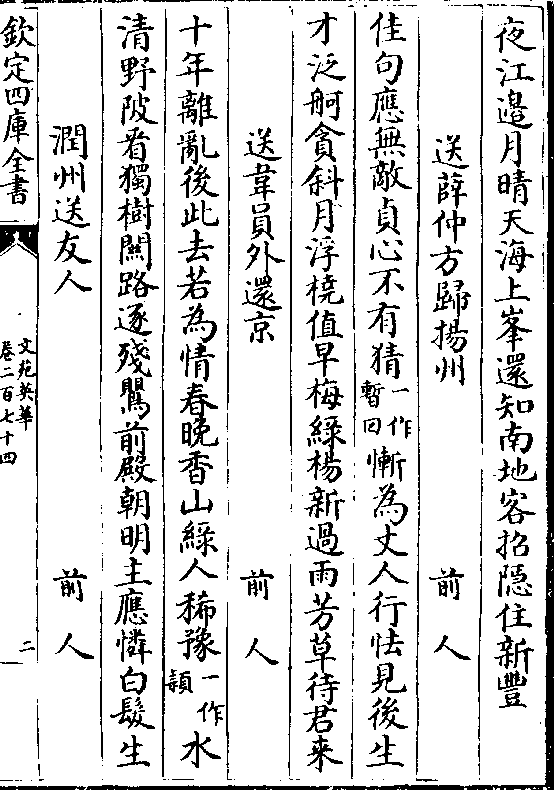 夜江邉月晴天海上峯還知南地客招隠住新豐
送薛仲方歸揚州　前人
佳句應無敵貞心不有猜一作暫回慚為丈人行怯見後生
才泛舸貪斜月浮橈值早梅緑楊新過雨芳草待君来
送韋員外還京　前人
十年離亂後此去若為情春晚香山緑人稀豫一作潁水
清野陂看獨樹闗路逐殘鶯前殿朝明主應憐白髮生
潤州送友人　前人
欽定四庫全書
文苑英華
卷二百七十四
二